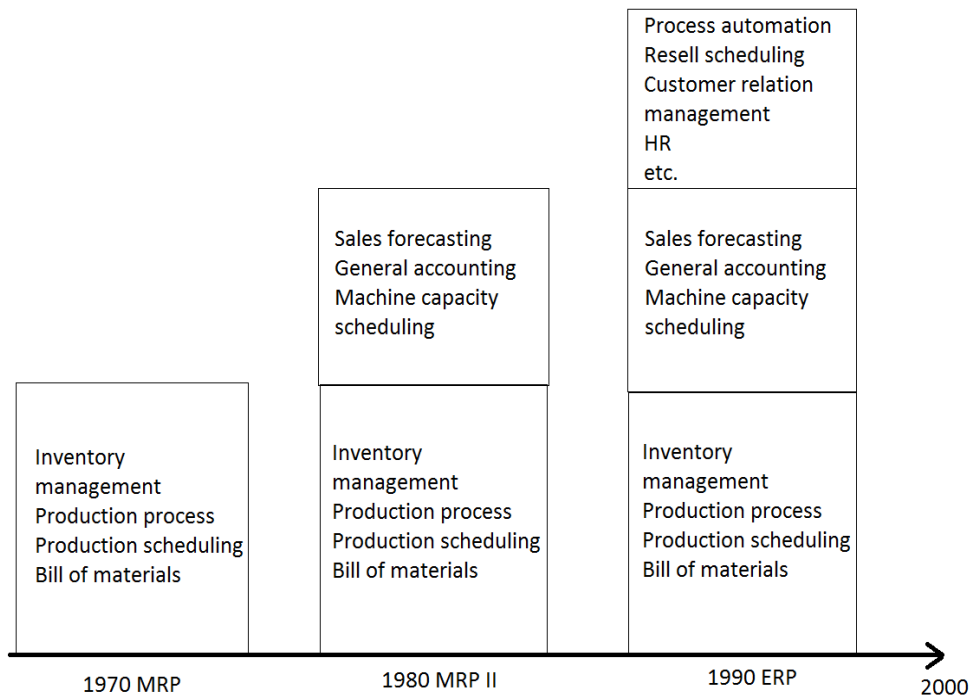 Process automation
Resell scheduling
Customer relation
management
HR
etc.
Sales forecasting
General accounting
Machine capacity
scheduling
Sales forecasting
General accounting
Machine capacity
scheduling
Inventory
management
Production process
Production scheduling
Bill of materials
Inventory
management
Production process
Production scheduling
Bill of materials
Inventory
management
Production process
Production scheduling
Bill of materials
1970 MRP
1980 MRP II
1990 ERP
2000